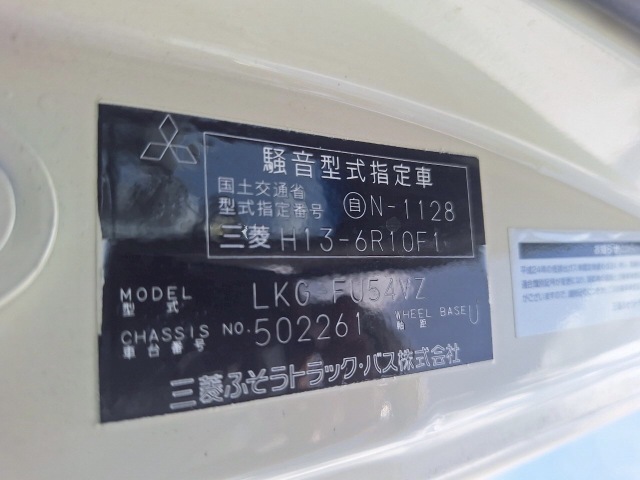 騒音型式指定車
国土交通省
型式指定番号 自N-1128
三菱 H13-6R10F1
MODEL LKG-FU54VZ
型式
CHASSIS NO. 502261 WHEEL BASE U
車台番号 軸距
三菱ふそうトラック・バス株式会社